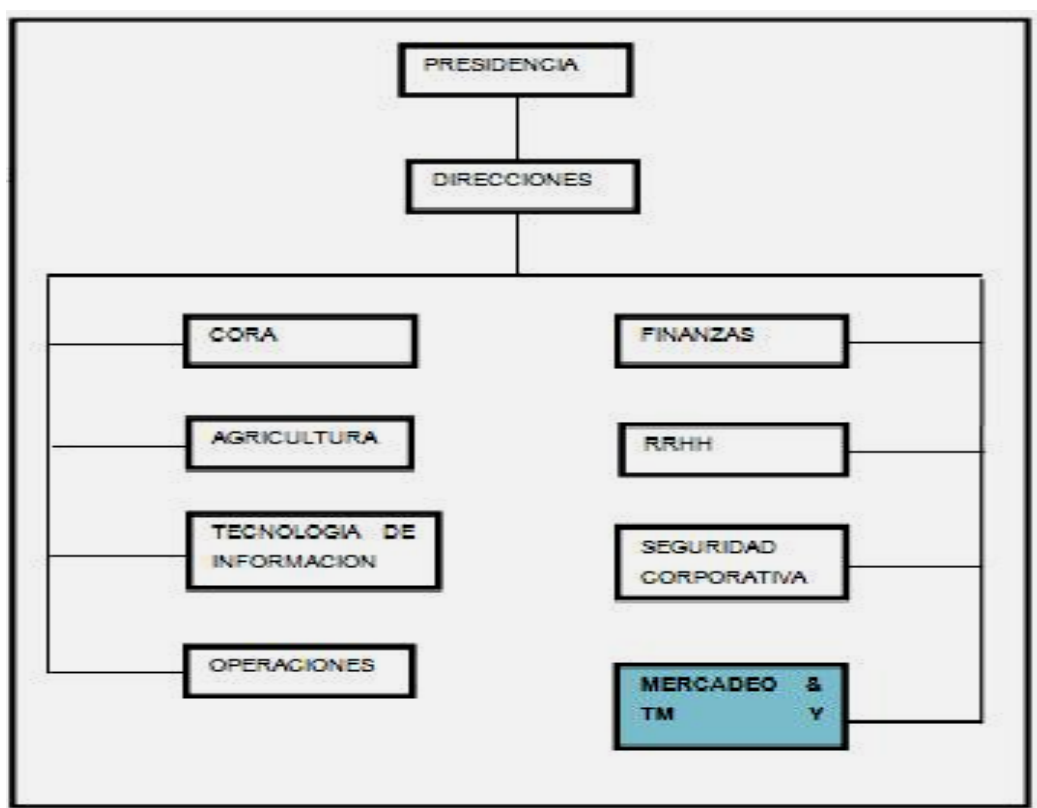 PRESIDENCIA
DIRECCIONES
CORA
FINANZAS
AGRICULTURA
RRHH
TECNOLOGIA DE
INFORMACION
SEGURIDAD
CORPORATIVA
OPERACIONES
MERCADEO &
TM Y